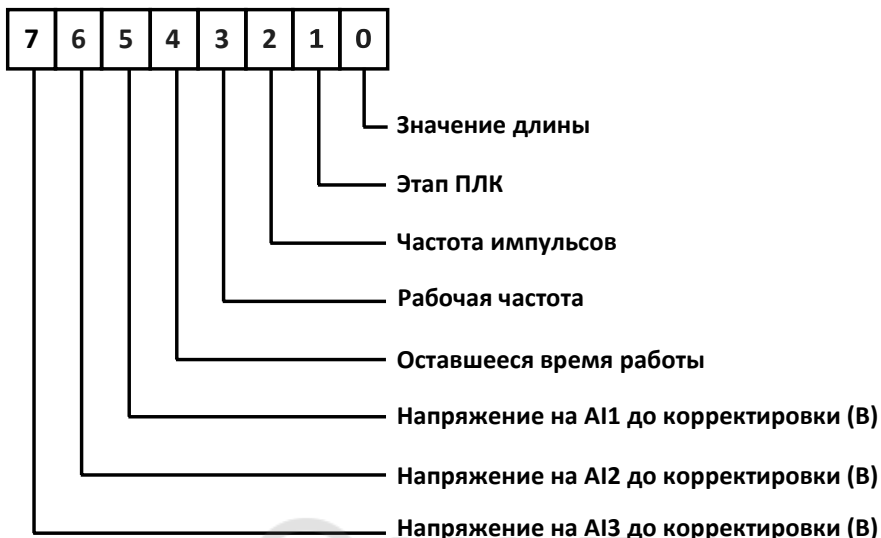 7 6 5 4 3 2 1 0
Значение длины
Этап ПЛК
Частота импульсов
Рабочая частота
Оставшееся время работы
Напряжение на AI1 до корректировки (В)
Напряжение на AI2 до корректировки (В)
Напряжение на AI3 до корректировки (В)